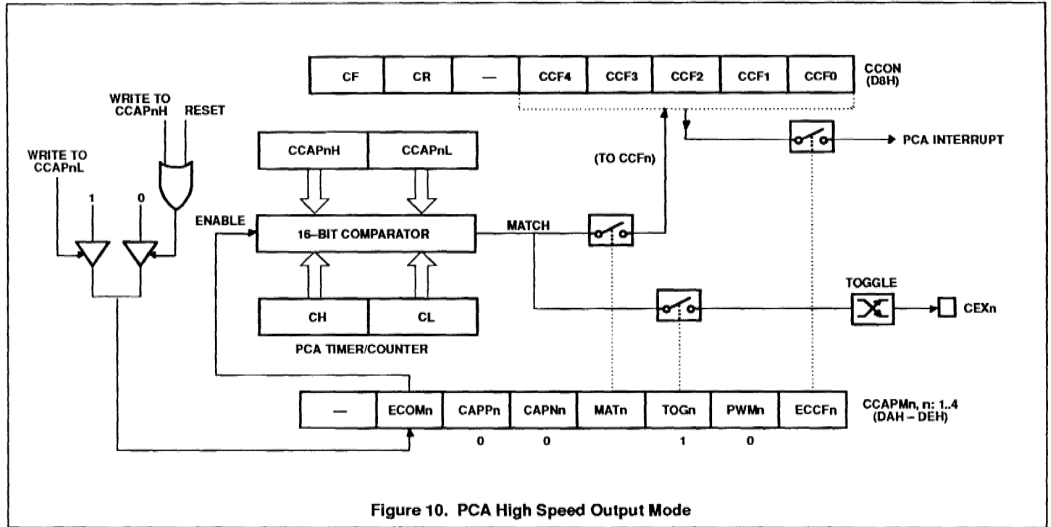 CF CR — CCF4 CCF3 CCF2 CCF1 CCF0
CCON
(D8H)
WRITE TO
CCAPnH
RESET
WRITE TO
CCAPnL
1 0
CCAPnH CCAPnL
(TO CCFn)
PCA INTERRUPT
ENABLE
16–BIT COMPARATOR
MATCH
TOGGLE
CEXn
CH CL
PCA TIMER/COUNTER
— ECOMn CAPPn CAPNn MATn TOGn PWMn ECCFn
CCAPMn, n: 1..4
(DAH – DEH)
0 0 1 0
Figure 10. PCA High Speed Output Mode